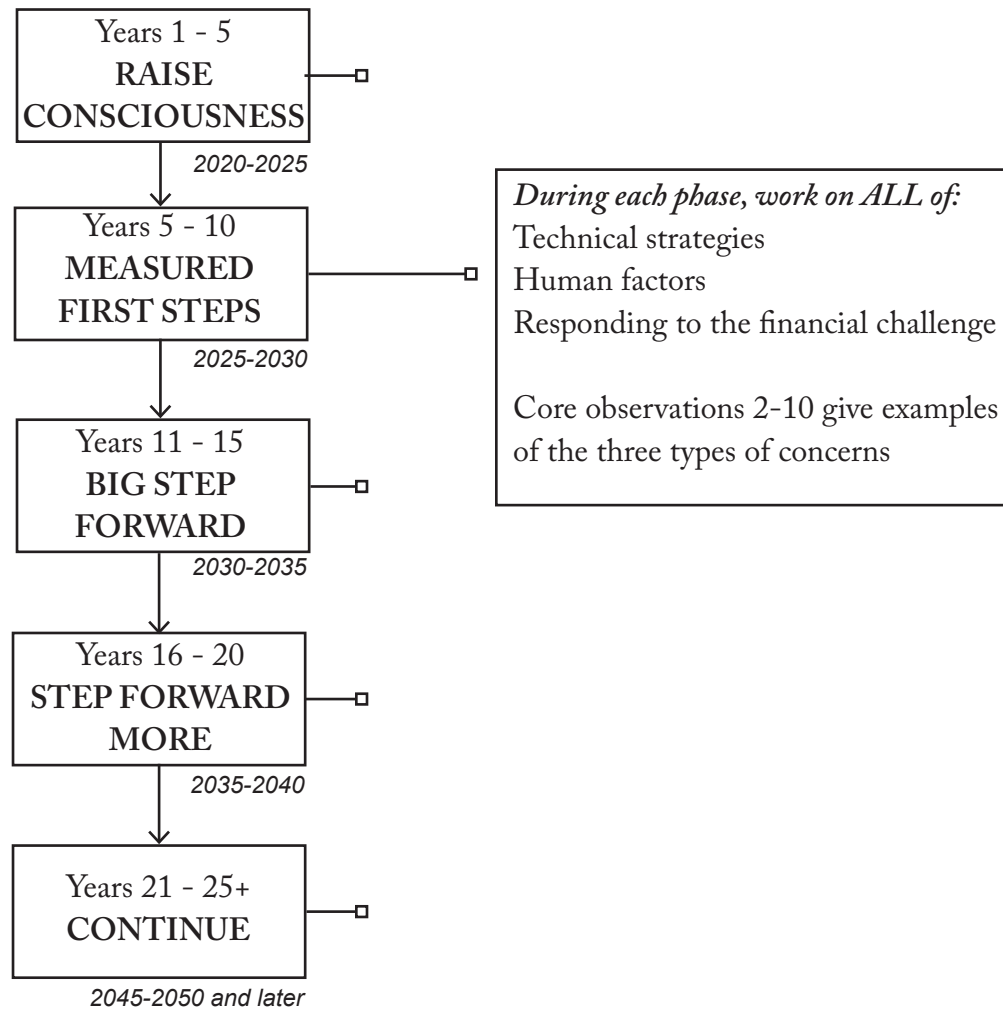 Years 1 - 5
RAISE
CONSCIOUSNESS
2020-2025
Years 5 - 10
MEASURED
FIRST STEPS
2025-2030
Years 11 - 15
BIG STEP
FORWARD
2030-2035
Years 16 - 20
STEP FORWARD
MORE
2035-2040
Years 21 - 25+
CONTINUE
2045-2050 and later
During each phase, work on ALL of:
Technical strategies
Human factors
Responding to the financial challenge
Core observations 2-10 give examples
of the three types of concerns